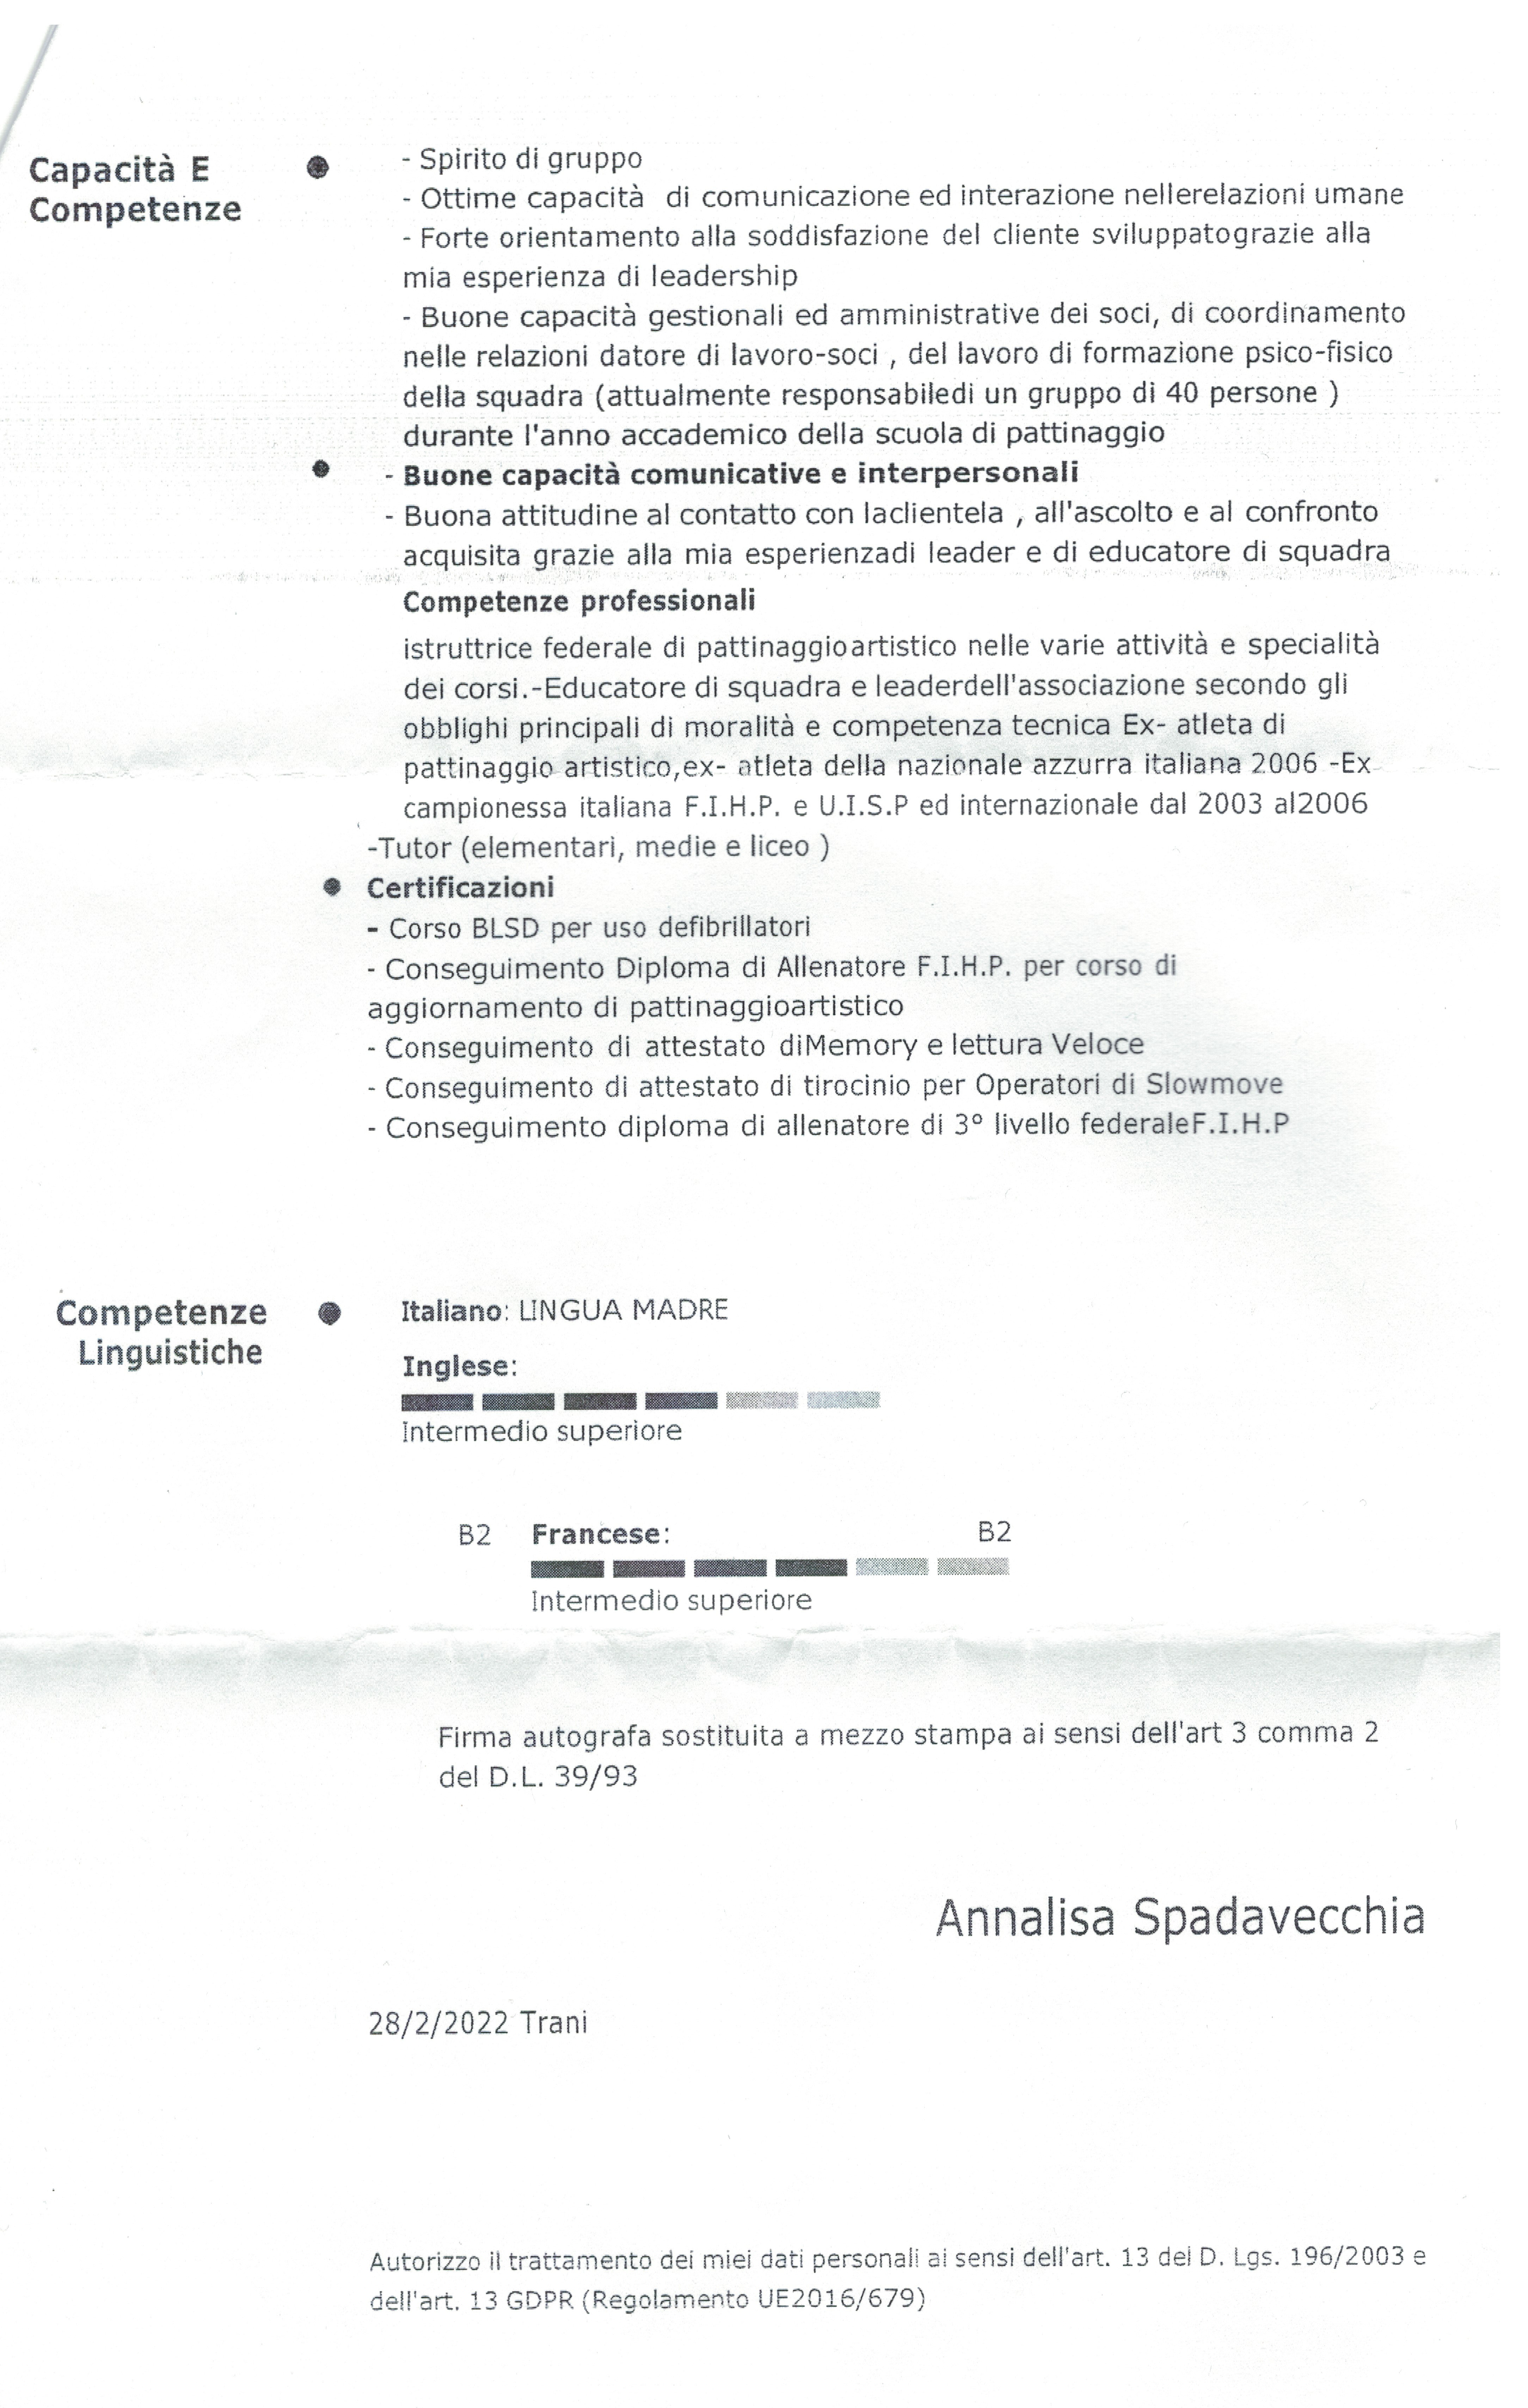 Capacità E
Competenze
- Spirito di gruppo
- Ottime capacità di comunicazione ed interazione nellerelazioni umane
- Forte orientamento alla soddisfazione del cliente sviluppatograzie alla
mia esperienza di leadership
- Buone capacità gestionali ed amministrative dei soci, di coordinamento
nelle relazioni datore di lavoro-soci , del lavoro di formazione psico-fisico
della squadra (attualmente responsabiledi un gruppo di 40 persone )
durante l'anno accademico della scuola di pattinaggio
- Buone capacità comunicative e interpersonali
- Buona attitudine al contatto con laclientela , all'ascolto e al confronto
acquisita grazie alla mia esperienzadi leader e di educatore di squadra
Competenze professionali
istruttrice federale di pattinaggioartistico nelle varie attività e specialità
dei corsi.-Educatore di squadra e leaderdell'associazione secondo gli
obblighi principali di moralità e competenza tecnica Ex- atleta di
pattinaggio artistico,ex- atleta della nazionale azzurra italiana 2006 -Ex
campionessa italiana F.I.H.P. e U.I.S.P ed internazionale dal 2003 al2006
-Tutor (elementari, medie e liceo )
Certificazioni
- Corso BLSD per uso defibrillatori
- Conseguimento Diploma di Allenatore F.I.H.P. per corso di
aggiornamento di pattinaggioartistico
- Conseguimento di attestato diMemory e lettura Veloce
- Conseguimento di attestato di tirocinio per Operatori di Slowmove
- Conseguimento diploma di allenatore di 3° livello federaleF.I.H.P
Competenze
Linguistiche
Italiano: LINGUA MADRE
Inglese:
Intermedio superiore
B2 Francese: B2
Intermedio superiore
Firma autografa sostituita a mezzo stampa ai sensi dell'art 3 comma 2
del D.L. 39/93
Annalisa Spadavecchia
28/2/2022 Trani
Autorizzo il trattamento dei miei dati personali ai sensi dell'art. 13 del D. Lgs. 196/2003 e
dell'art. 13 GDPR (Regolamento UE2016/679)